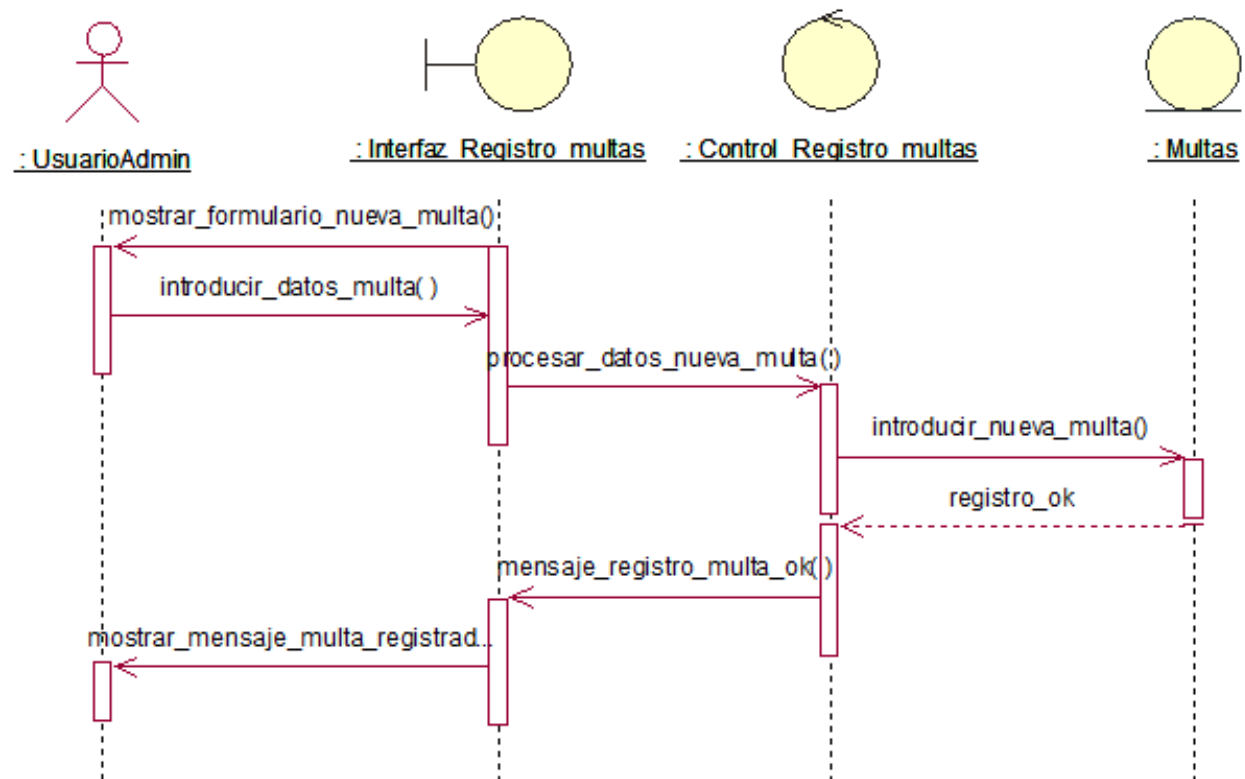 : UsuarioAdmin
: Interfaz_Registro_multas
: Control_Registro_multas
: Multas
mostrar_formulario_nueva_multa()
introducir_datos_multa( )
procesar_datos_nueva_multa()
introducir_nueva_multa()
registro_ok
mensaje_registro_multa_ok( )
mostrar_mensaje_multa_registrad...